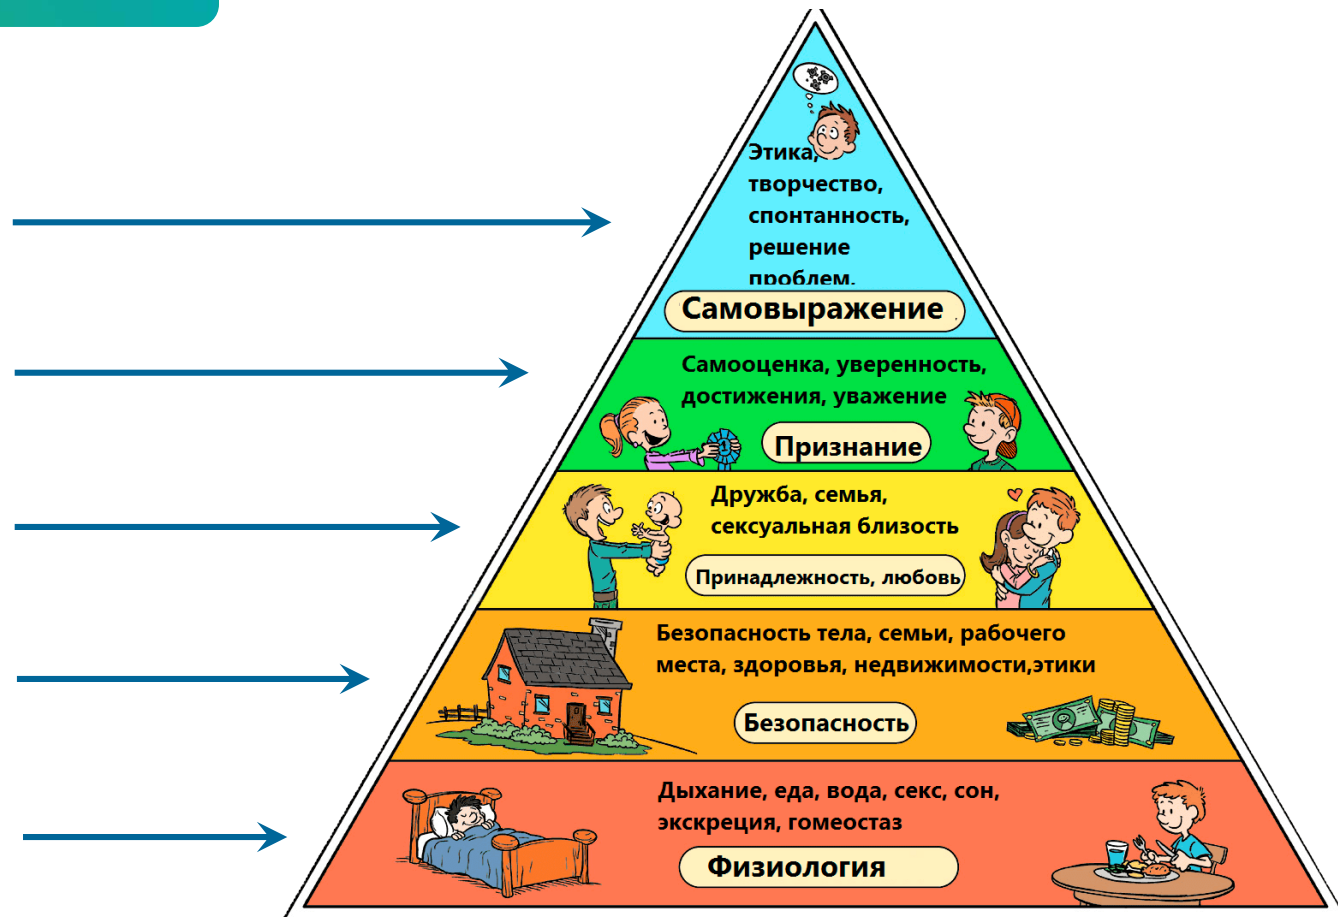 Этика,
творчество,
спонтанность,
решение
проблем.
Самовыражение
Самооценка, уверенность,
достижения, уважение
1
Признание
Дружба, семья,
сексуальная близость
Принадлежность, любовь
Безопасность тела, семьи, рабочего
места, здоровья, недвижимости,этики
Безопасность
Дыхание, еда, вода, секс, сон,
экскреция, гомеостаз
Физиология